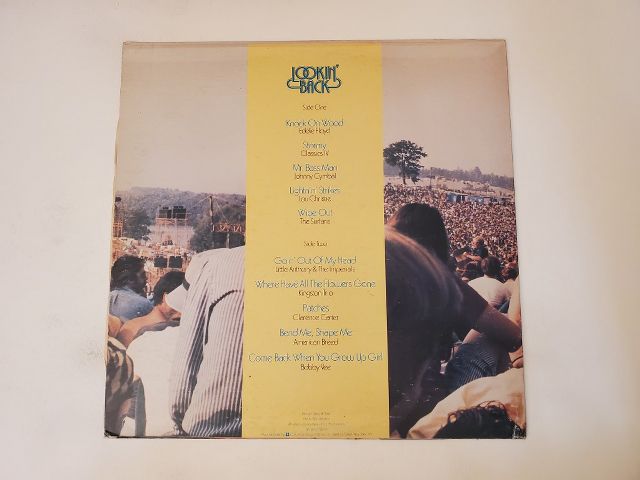 LOOKIN'
BACK
Side One
Knock On Wood
Eddie Floyd
Stormy
Classics IV
Mr. Bass Man
Johnny Cymbal
Lightnin' Strikes
Lou Christie
Wipe Out
The Surfaris
Side Two
Goin' Out Of My Head
Little Anthony & The Imperials
Where Have All The Flowers Gone
Kingston Trio
Patches
Clarence Carter
Bend Me, Shape Me
American Breed
Come Back When You Grow Up Girl
Bobby Vee